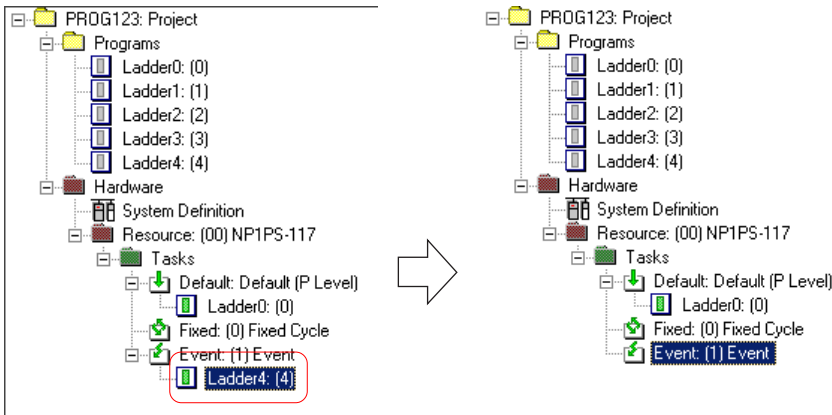 PROG123: Project
Programs
Ladder0: (0)
Ladder1: (1)
Ladder2: (2)
Ladder3: (3)
Ladder4: (4)
Hardware
System Definition
Resource: (00) NP1PS-117
Tasks
Default: Default (P Level)
Ladder0: (0)
Fixed: (0) Fixed Cycle
Event: (1) Event
Ladder4: (4)
PROG123: Project
Programs
Ladder0: (0)
Ladder1: (1)
Ladder2: (2)
Ladder3: (3)
Ladder4: (4)
Hardware
System Definition
Resource: (00) NP1PS-117
Tasks
Default: Default (P Level)
Ladder0: (0)
Fixed: (0) Fixed Cycle
Event: (1) Event